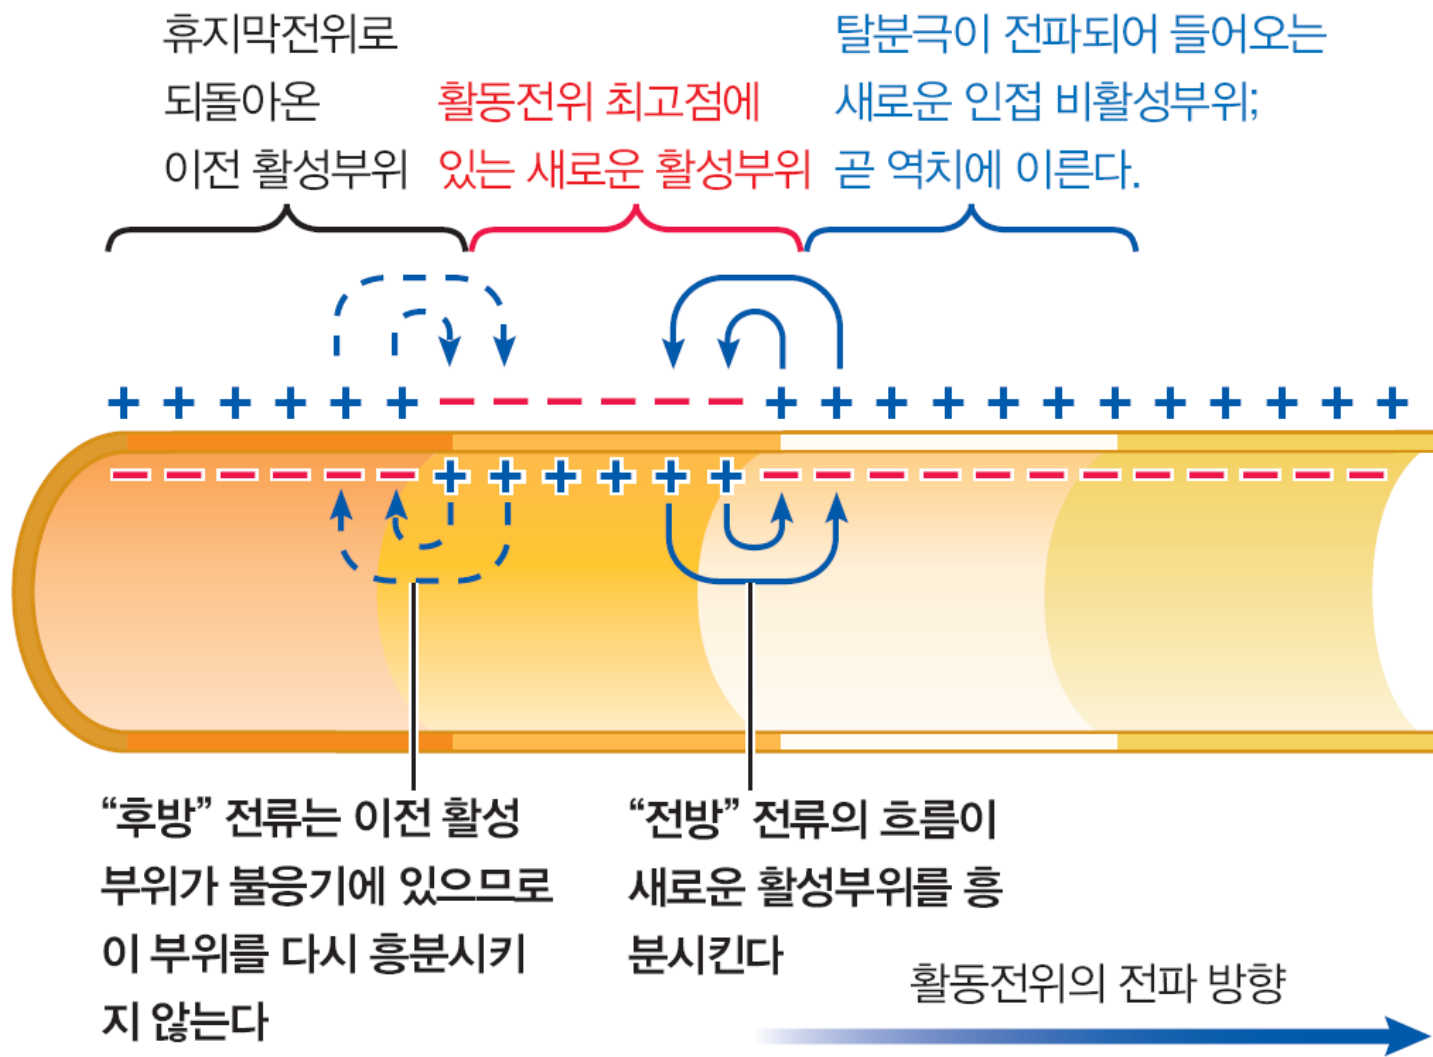 휴지막전위로
되돌아온
이전 활성부위
활동전위 최고점에
있는 새로운 활성부위
탈분극이 전파되어 들어오는
새로운 인접 비활성부위;
곧 역치에 이른다.
“후방” 전류는 이전 활성
부위가 불응기에 있으므로
이 부위를 다시 흥분시키
지 않는다
“전방” 전류의 흐름이
새로운 활성부위를 흥
분시킨다
활동전위의 전파 방향